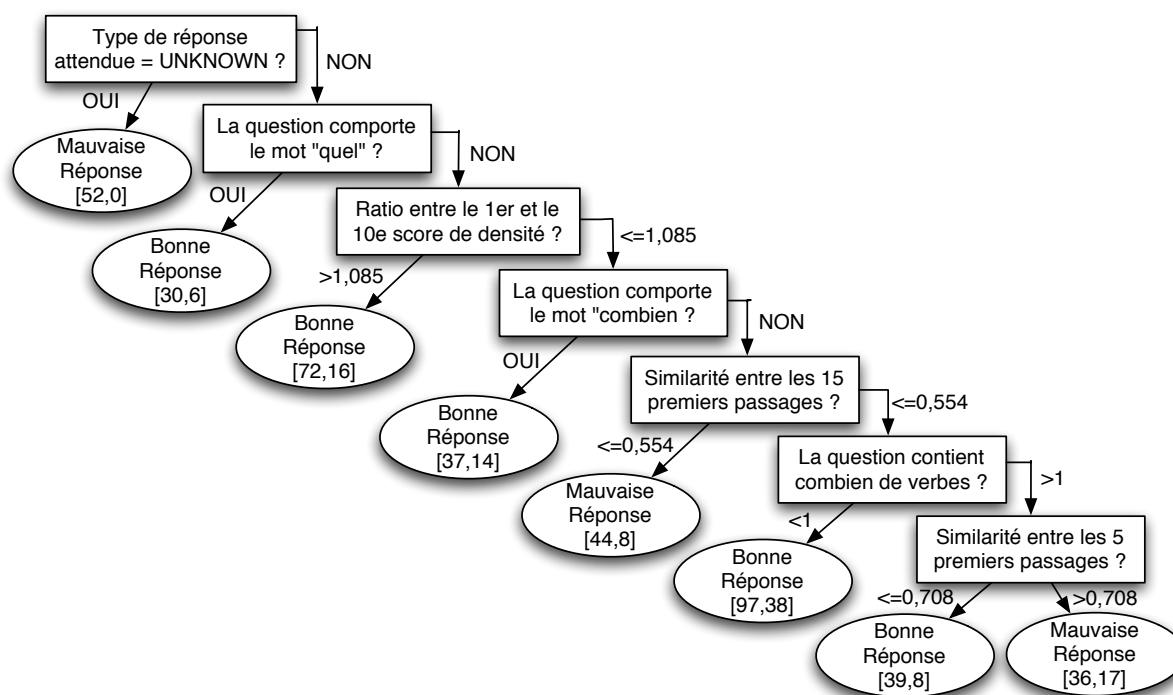 Type de réponse
attendue = UNKNOWN ?
NON
OUI
Mauvaise
Réponse
[52,0]
La question comporte
le mot "quel" ?
NON
OUI
Bonne
Réponse
[30,6]
Ratio entre le 1er et le
10e score de densité ?
<=1,085
>1,085
Bonne
Réponse
[72,16]
La question comporte
le mot "combien ?
NON
OUI
Bonne
Réponse
[37,14]
Similarité entre les 15
premiers passages ?
<=0,554
<=0,554
Mauvaise
Réponse
[44,8]
La question contient
combien de verbes ?
>1
<1
Bonne
Réponse
[97,38]
Similarité entre les 5
premiers passages ?
<=0,708
>0,708
Bonne
Réponse
[39,8]
Mauvaise
Réponse
[36,17]